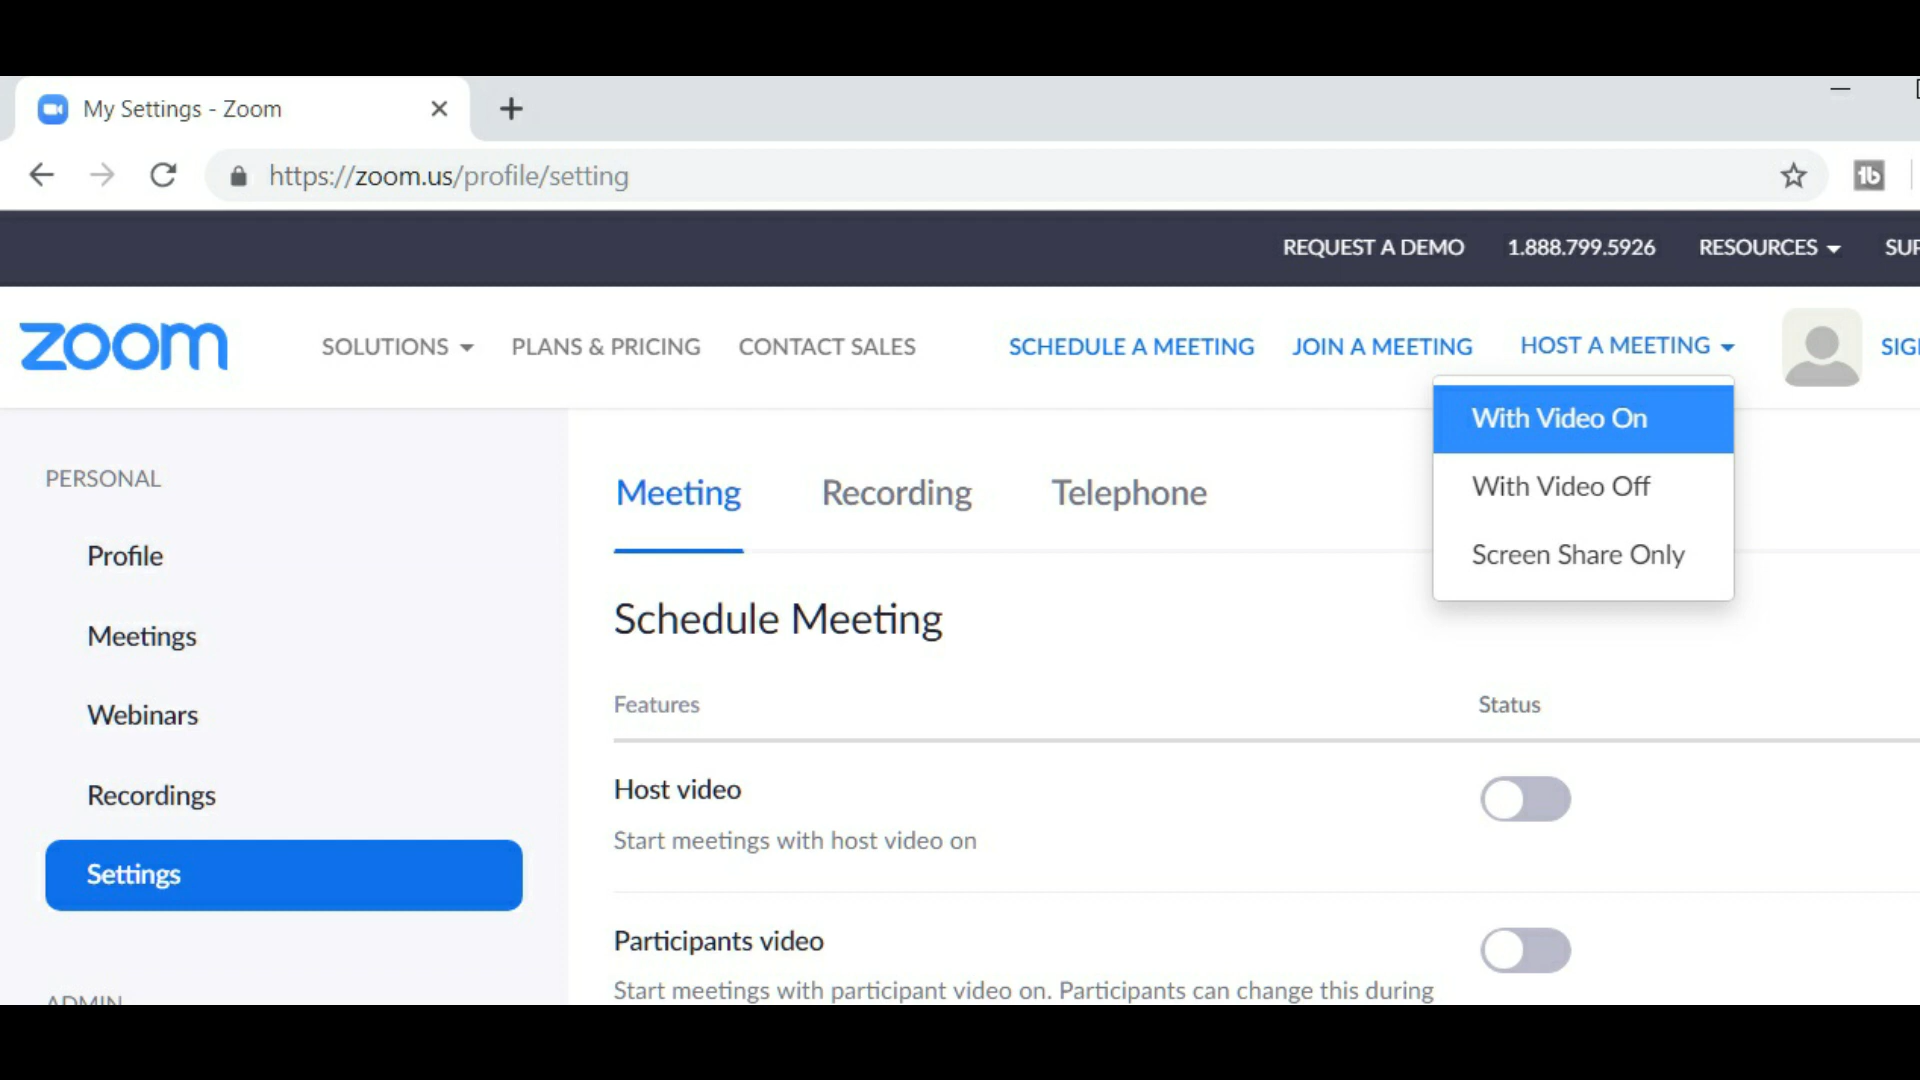 My Settings - Zoom
https://zoom.us/profile/setting
REQUEST A DEMO 1.888.799.5926 RESOURCES
zoom SOLUTIONS PLANS & PRICING CONTACT SALES SCHEDULE A MEETING JOIN A MEETING HOST A MEETING
With Video On
With Video Off
Screen Share Only
PERSONAL
Profile
Meetings
Webinars
Recordings
Settings
ADMIN
Meeting Recording Telephone
Schedule Meeting
Features Status
Host video
Start meetings with host video on
Participants video
Start meetings with participant video on. Participants can change this during